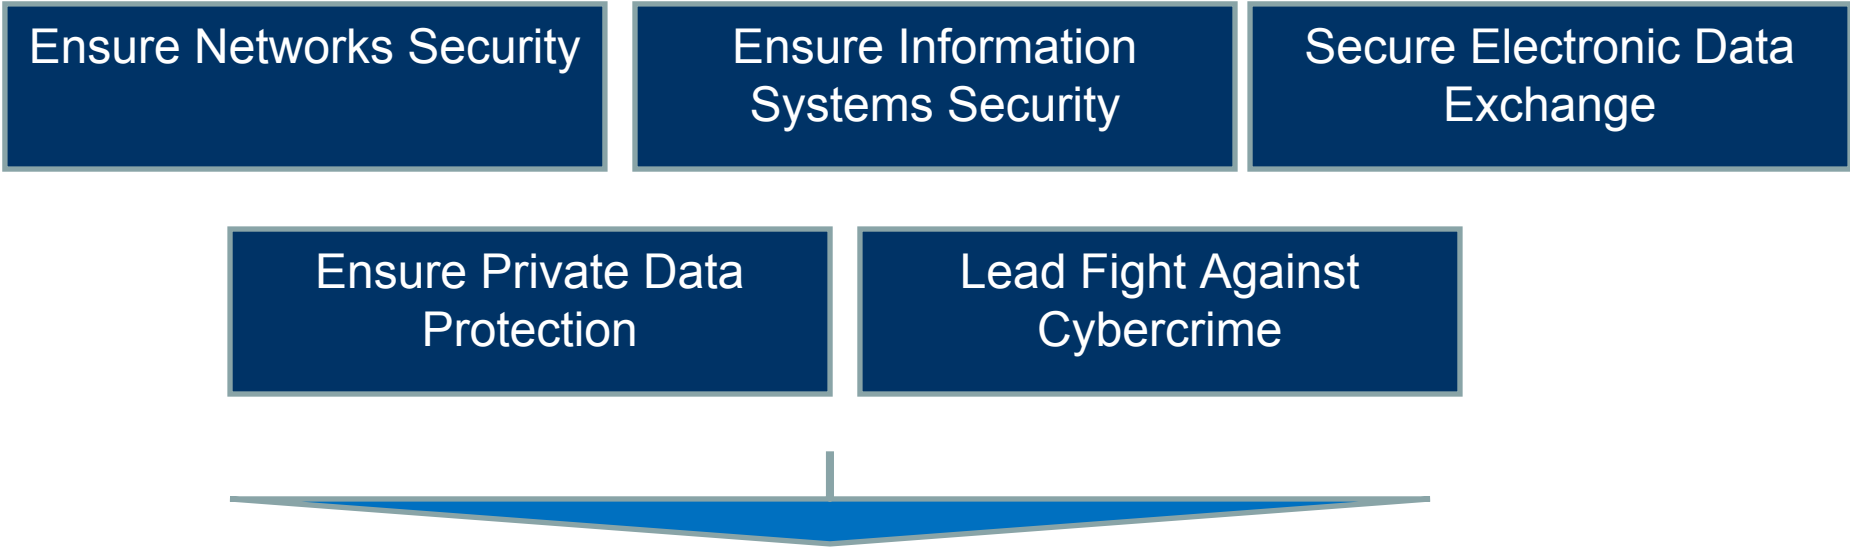 Ensure Networks Security
Ensure Information
Systems Security
Secure Electronic Data
Exchange
Ensure Private Data
Protection
Lead Fight Against
Cybercrime